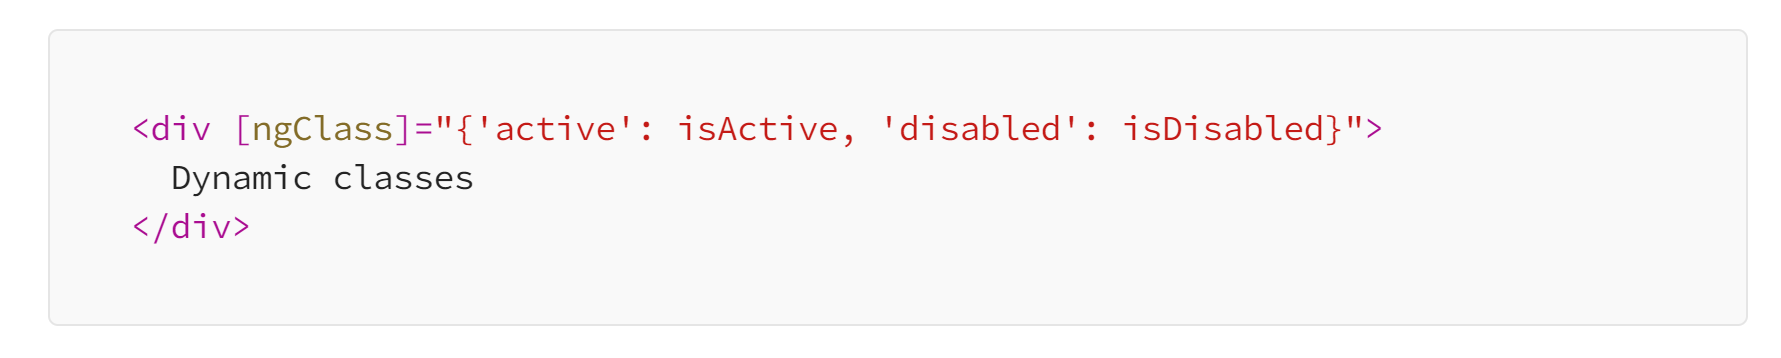 <div [ngClass]="{'active': isActive, 'disabled': isDisabled}">
  Dynamic classes
</div>